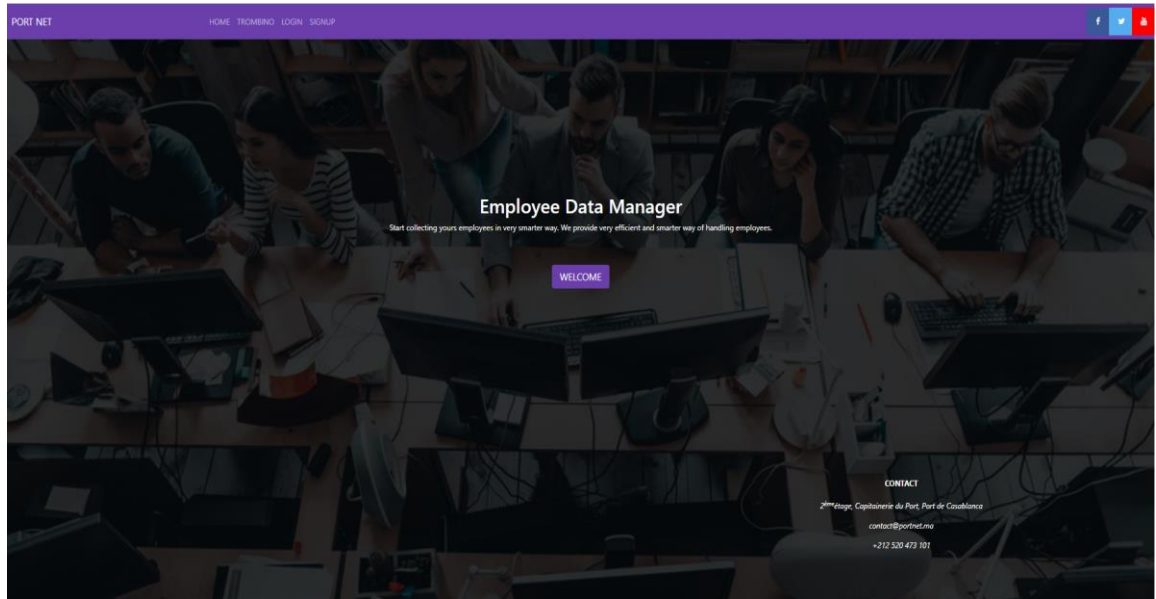 PORT NET
HOME TROMBINO LOGIN SIGNUP
Employee Data Manager
Start collecting yours employees in very smarter way. We provide very efficient and smarter way of handling employees.
WELCOME
CONTACT
2ème étage, Capitainerie du Port, Port de Casablanca
contact@portnet.ma
+212 520 473 101